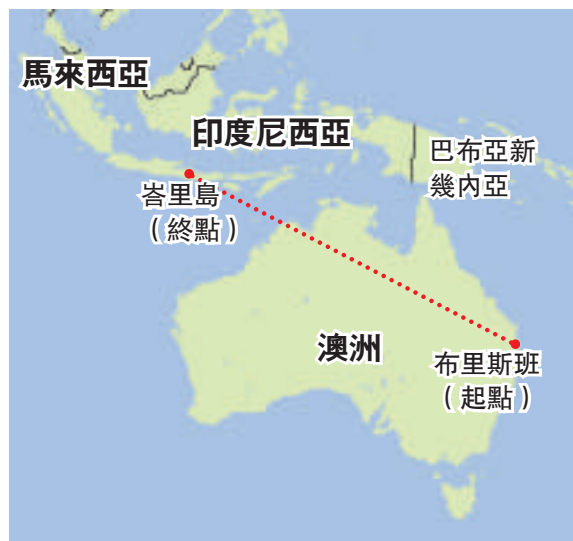 馬來西亞
印度尼西亞
巴布亞新
幾內亞
峇里島
（終點）
澳洲
布里斯班
（起點）